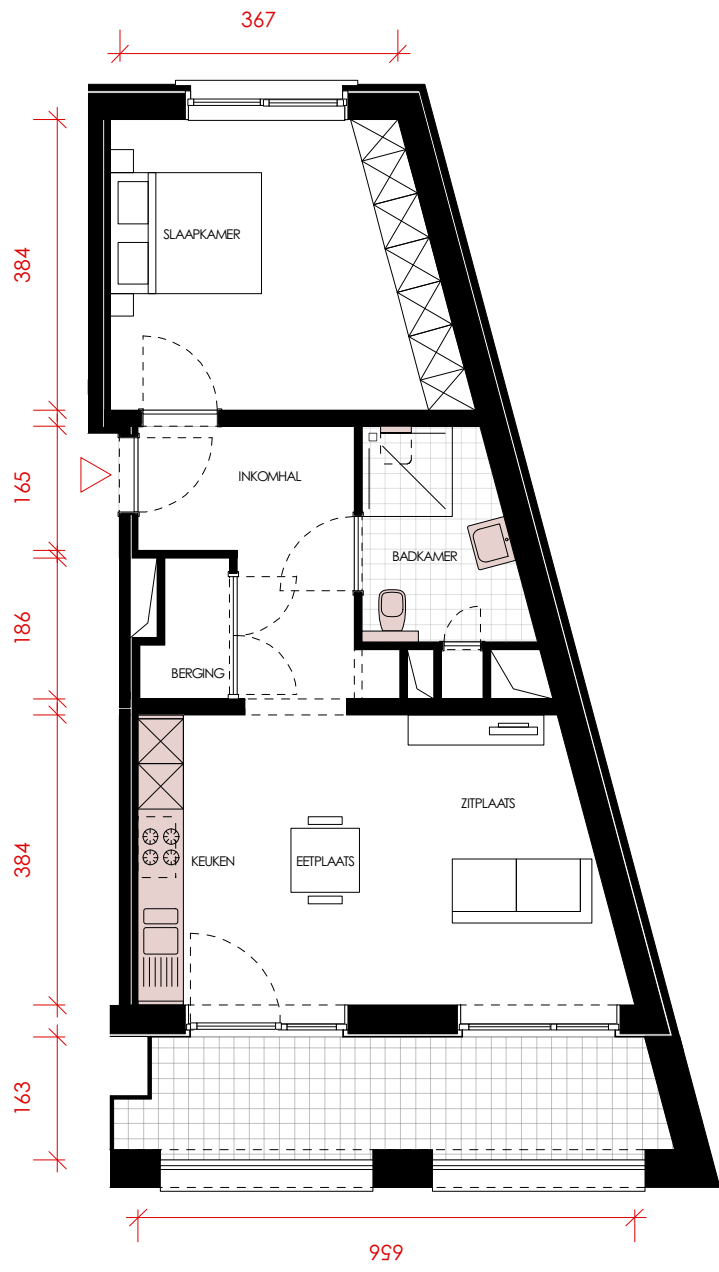 367
384
SLAAPKAMER
165
INKOMHAL
BADKAMER
186
BERGING
384
ZITPLAATS
KEUKEN
EETPLAATS
163
656